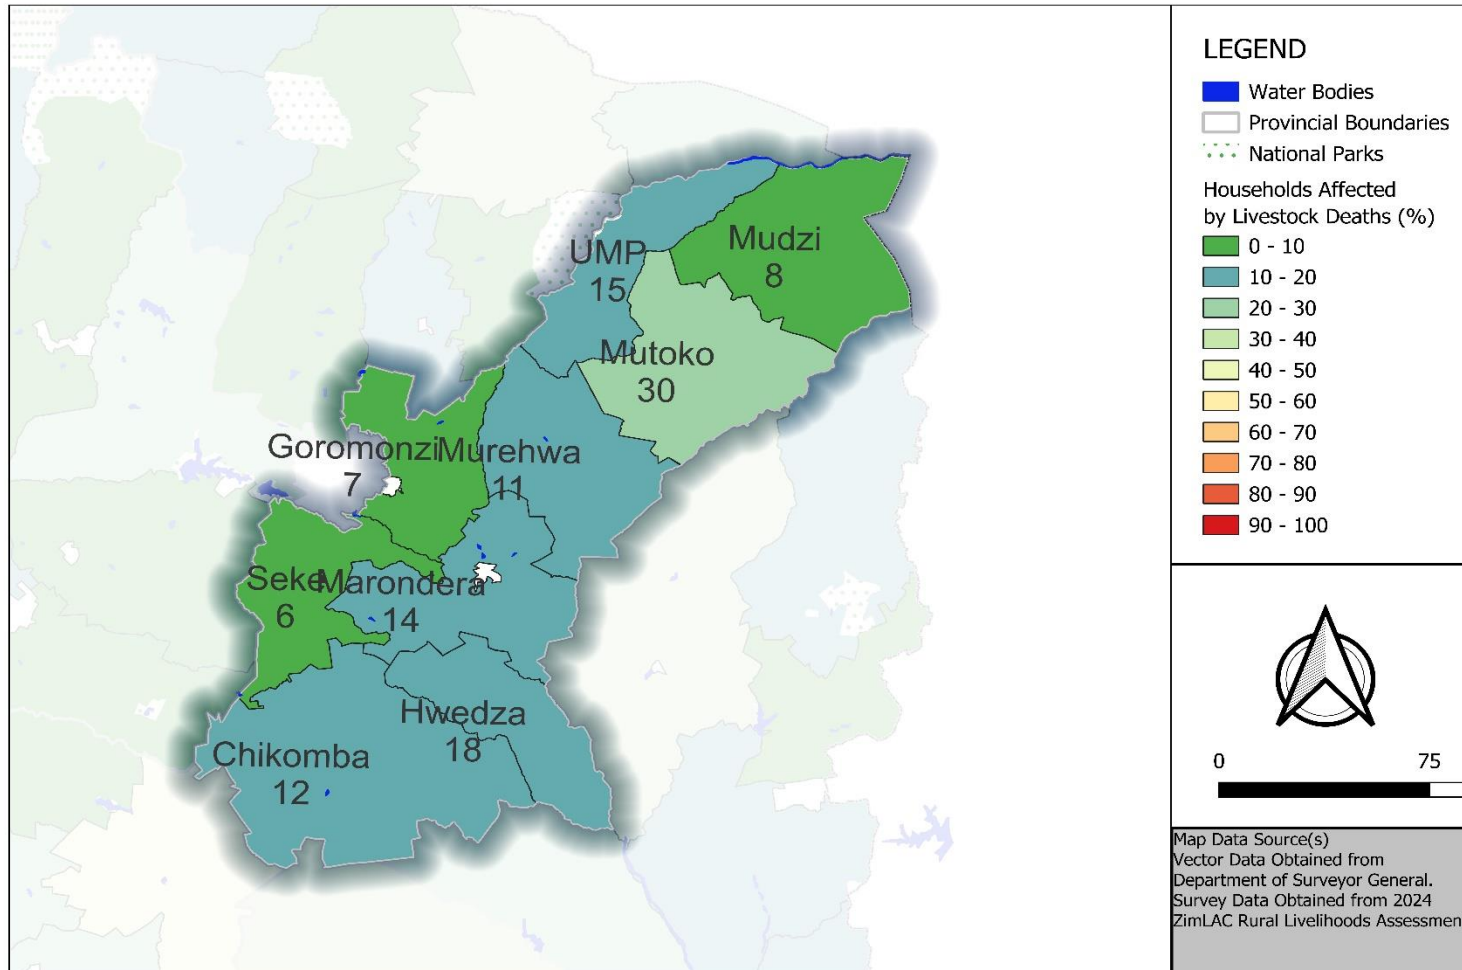 UMP
15
Mudzi
8
Mutoko
30
Goromonzi
7
Murehwa
11
Seke
6
Marondera
14
Hwedza
18
Chikomba
12
LEGEND
Water Bodies
Provincial Boundaries
National Parks
Households Affected
by Livestock Deaths (%)
0 - 10
10 - 20
20 - 30
30 - 40
40 - 50
50 - 60
60 - 70
70 - 80
80 - 90
90 - 100
0 75
Map Data Source(s)
Vector Data Obtained from
Department of Surveyor General.
Survey Data Obtained from 2024
ZimLAC Rural Livelihoods Assessmen